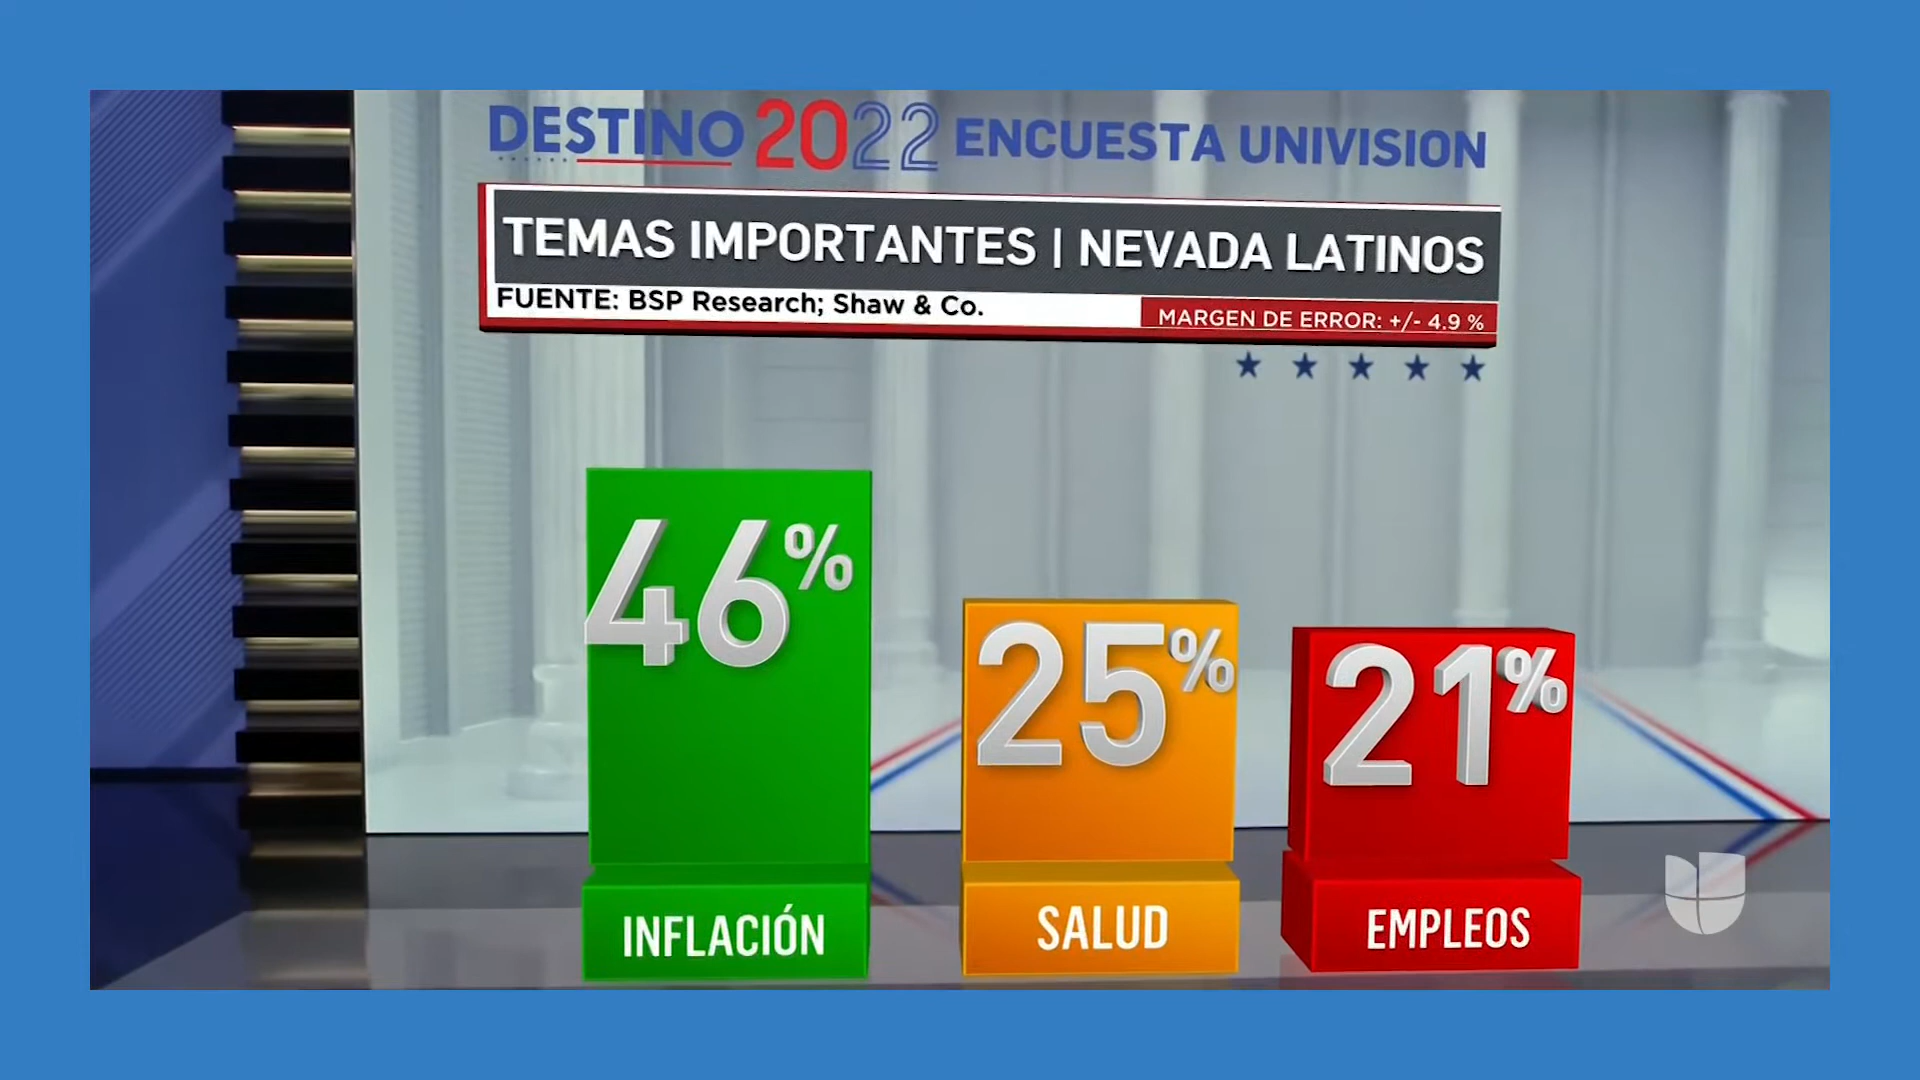 DESTINO 2022 ENCUESTA UNIVISION
TEMAS IMPORTANTES | NEVADA LATINOS
FUENTE: BSP Research; Shaw & Co.
MARGEN DE ERROR: +/- 4.9 %
46%
25%
21%
INFLACIÓN
SALUD
EMPLEOS